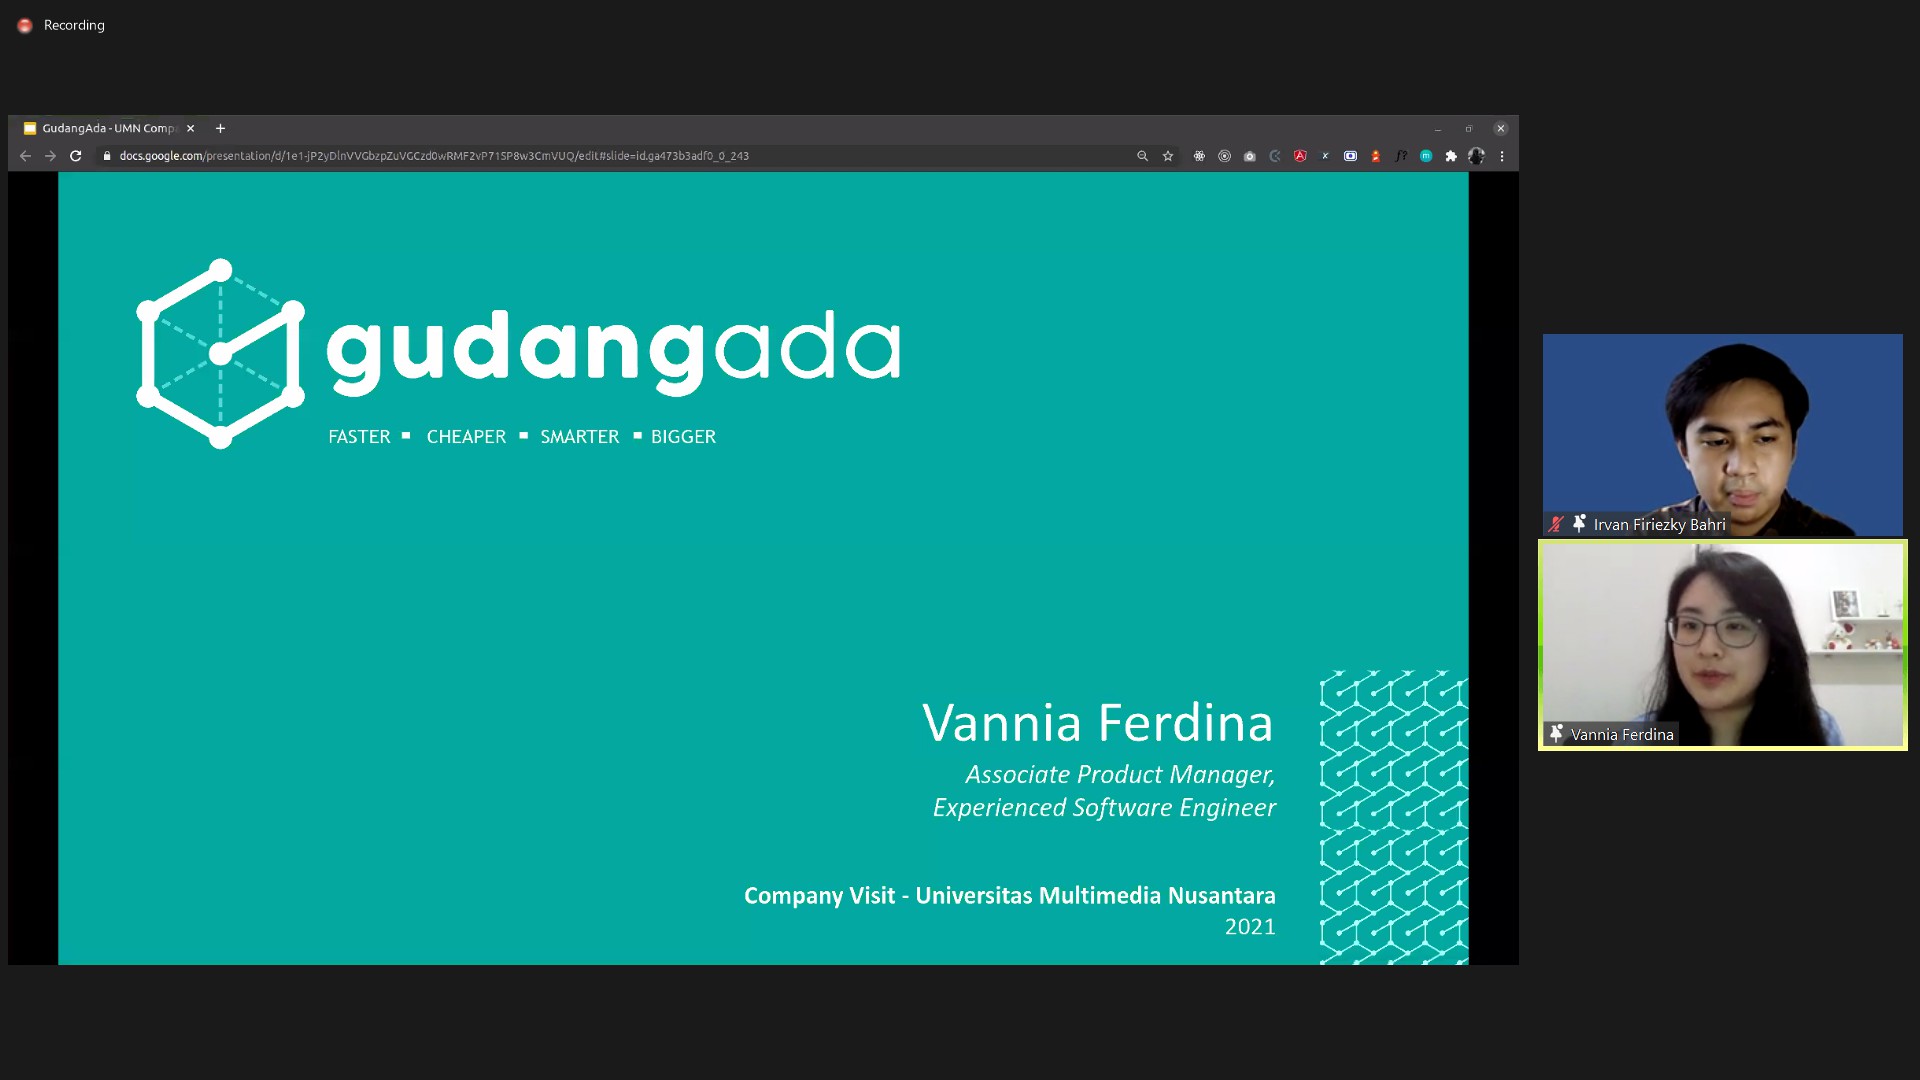 Recording
GudangAda - UMN Comp
docs.google.com/presentation/d/1e1-jP2yDlnVVGbzpZuVGCzd0wRMF2vP71SP8w3CmVUQ/edit#slide=id.ga473b3adf0_0_243
gudangada
FASTER ▪ CHEAPER ▪ SMARTER ▪ BIGGER
Vannia Ferdina
Associate Product Manager,
Experienced Software Engineer
Company Visit - Universitas Multimedia Nusantara
2021
Irvan Firiezky Bahri
Vannia Ferdina